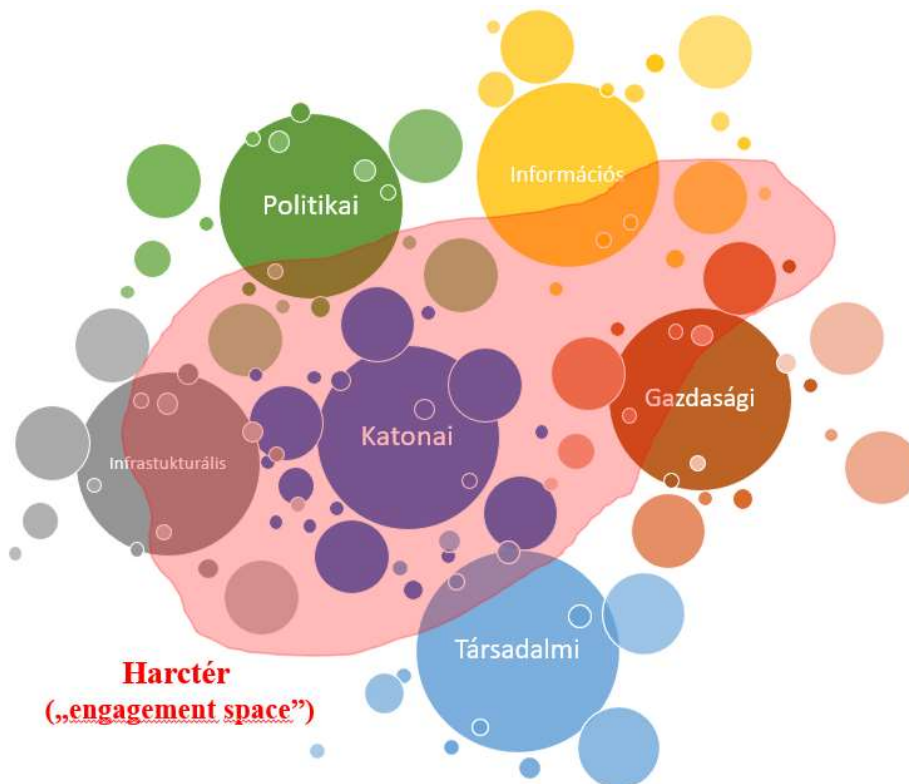 Információs
Politikai
Gazdasági
Katonai
Infrastukturális
Társadalmi
Harctér
(„engagement space”)